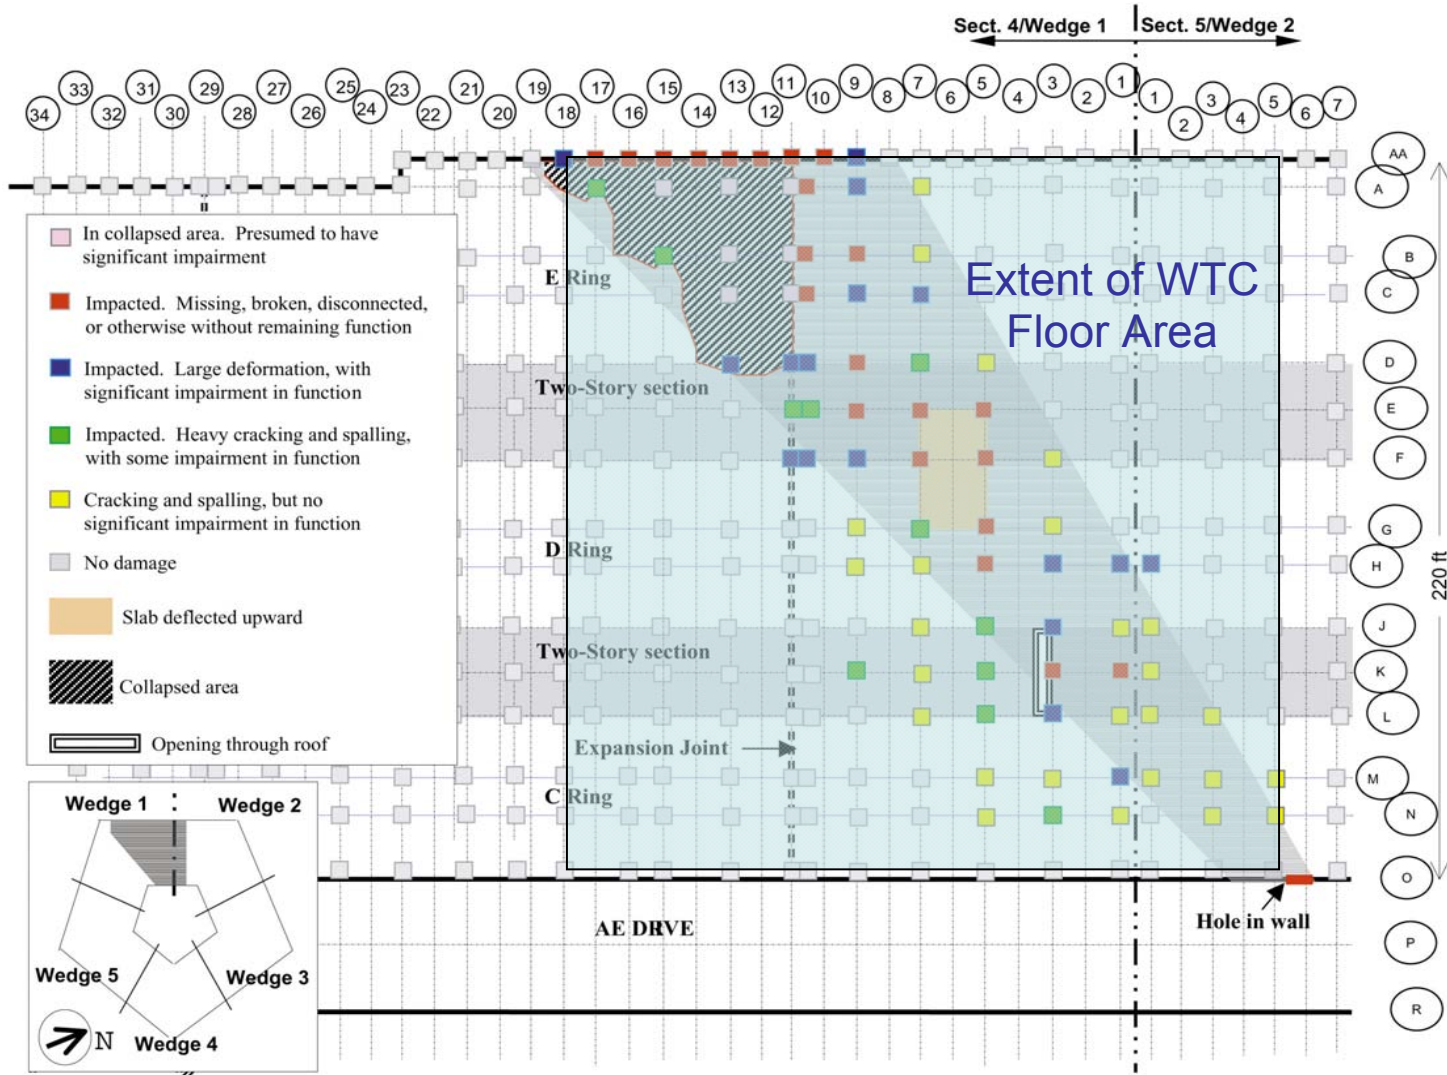 Sect. 4/Wedge 1 Sect. 5/Wedge 2
34 33 32 31 30 29 28 27 26 25 24 23 22 21 20 19 18 17 16 15 14 13 12 11 10 9 8 7 6 5 4 3 2 1 1 2 3 4 5 6 7
AA
A
B
C
D
E
F
G
H
J
K
L
M
N
O
P
R
220 ft
In collapsed area. Presumed to have
significant impairment
Impacted. Missing, broken, disconnected,
or otherwise without remaining function
Impacted. Large deformation, with
significant impairment in function
Impacted. Heavy cracking and spalling,
with some impairment in function
Cracking and spalling, but no
significant impairment in function
No damage
Slab deflected upward
Collapsed area
Opening through roof
E Ring
Two-Story section
D Ring
Two-Story section
Expansion Joint
C Ring
Extent of WTC
Floor Area
Hole in wall
AE DRIVE
Wedge 1 Wedge 2
Wedge 5 Wedge 3
Wedge 4
N